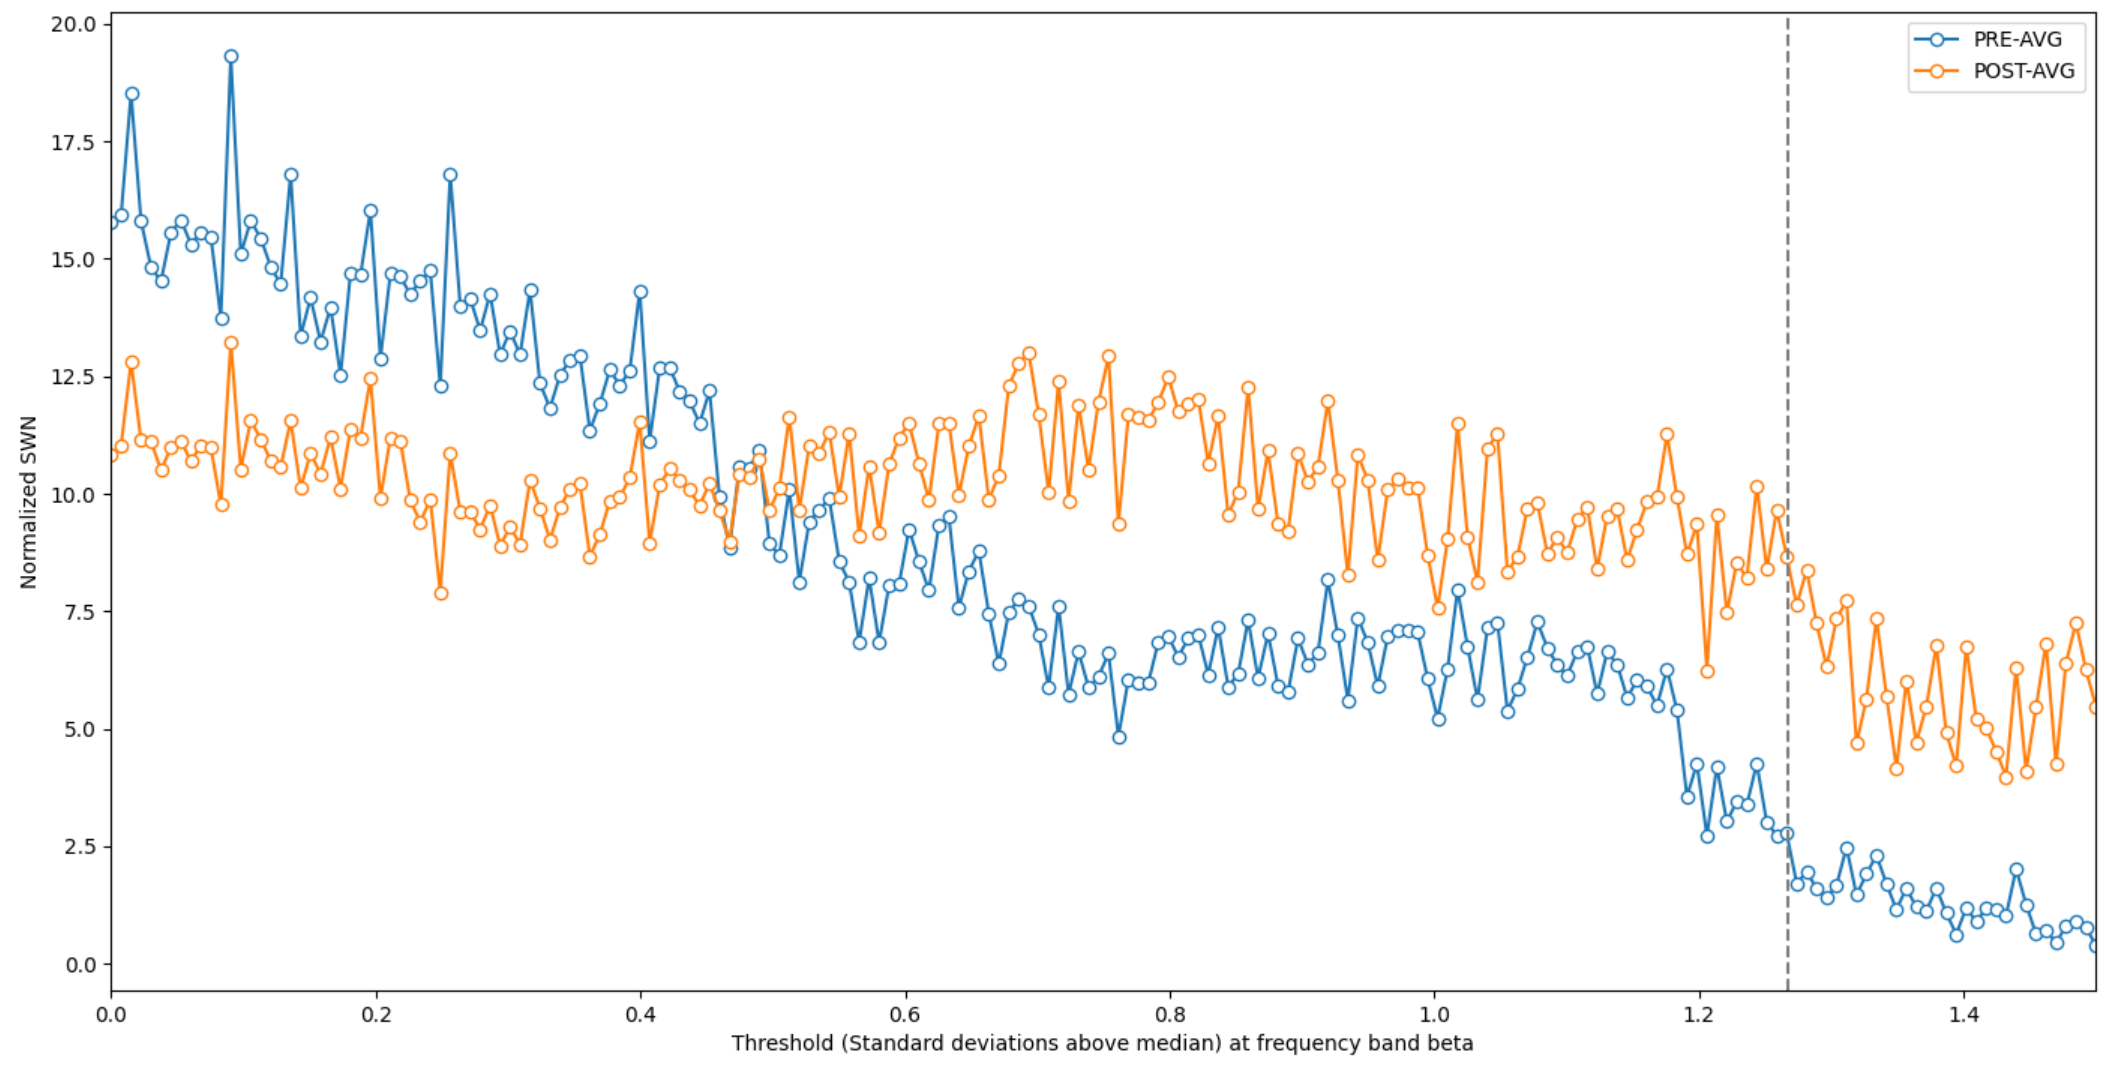 20.0
17.5
15.0
12.5
10.0
7.5
5.0
2.5
0.0
Normalized SWN
PRE-AVG
POST-AVG
0.0 0.2 0.4 0.6 0.8 1.0 1.2 1.4
Threshold (Standard deviations above median) at frequency band beta